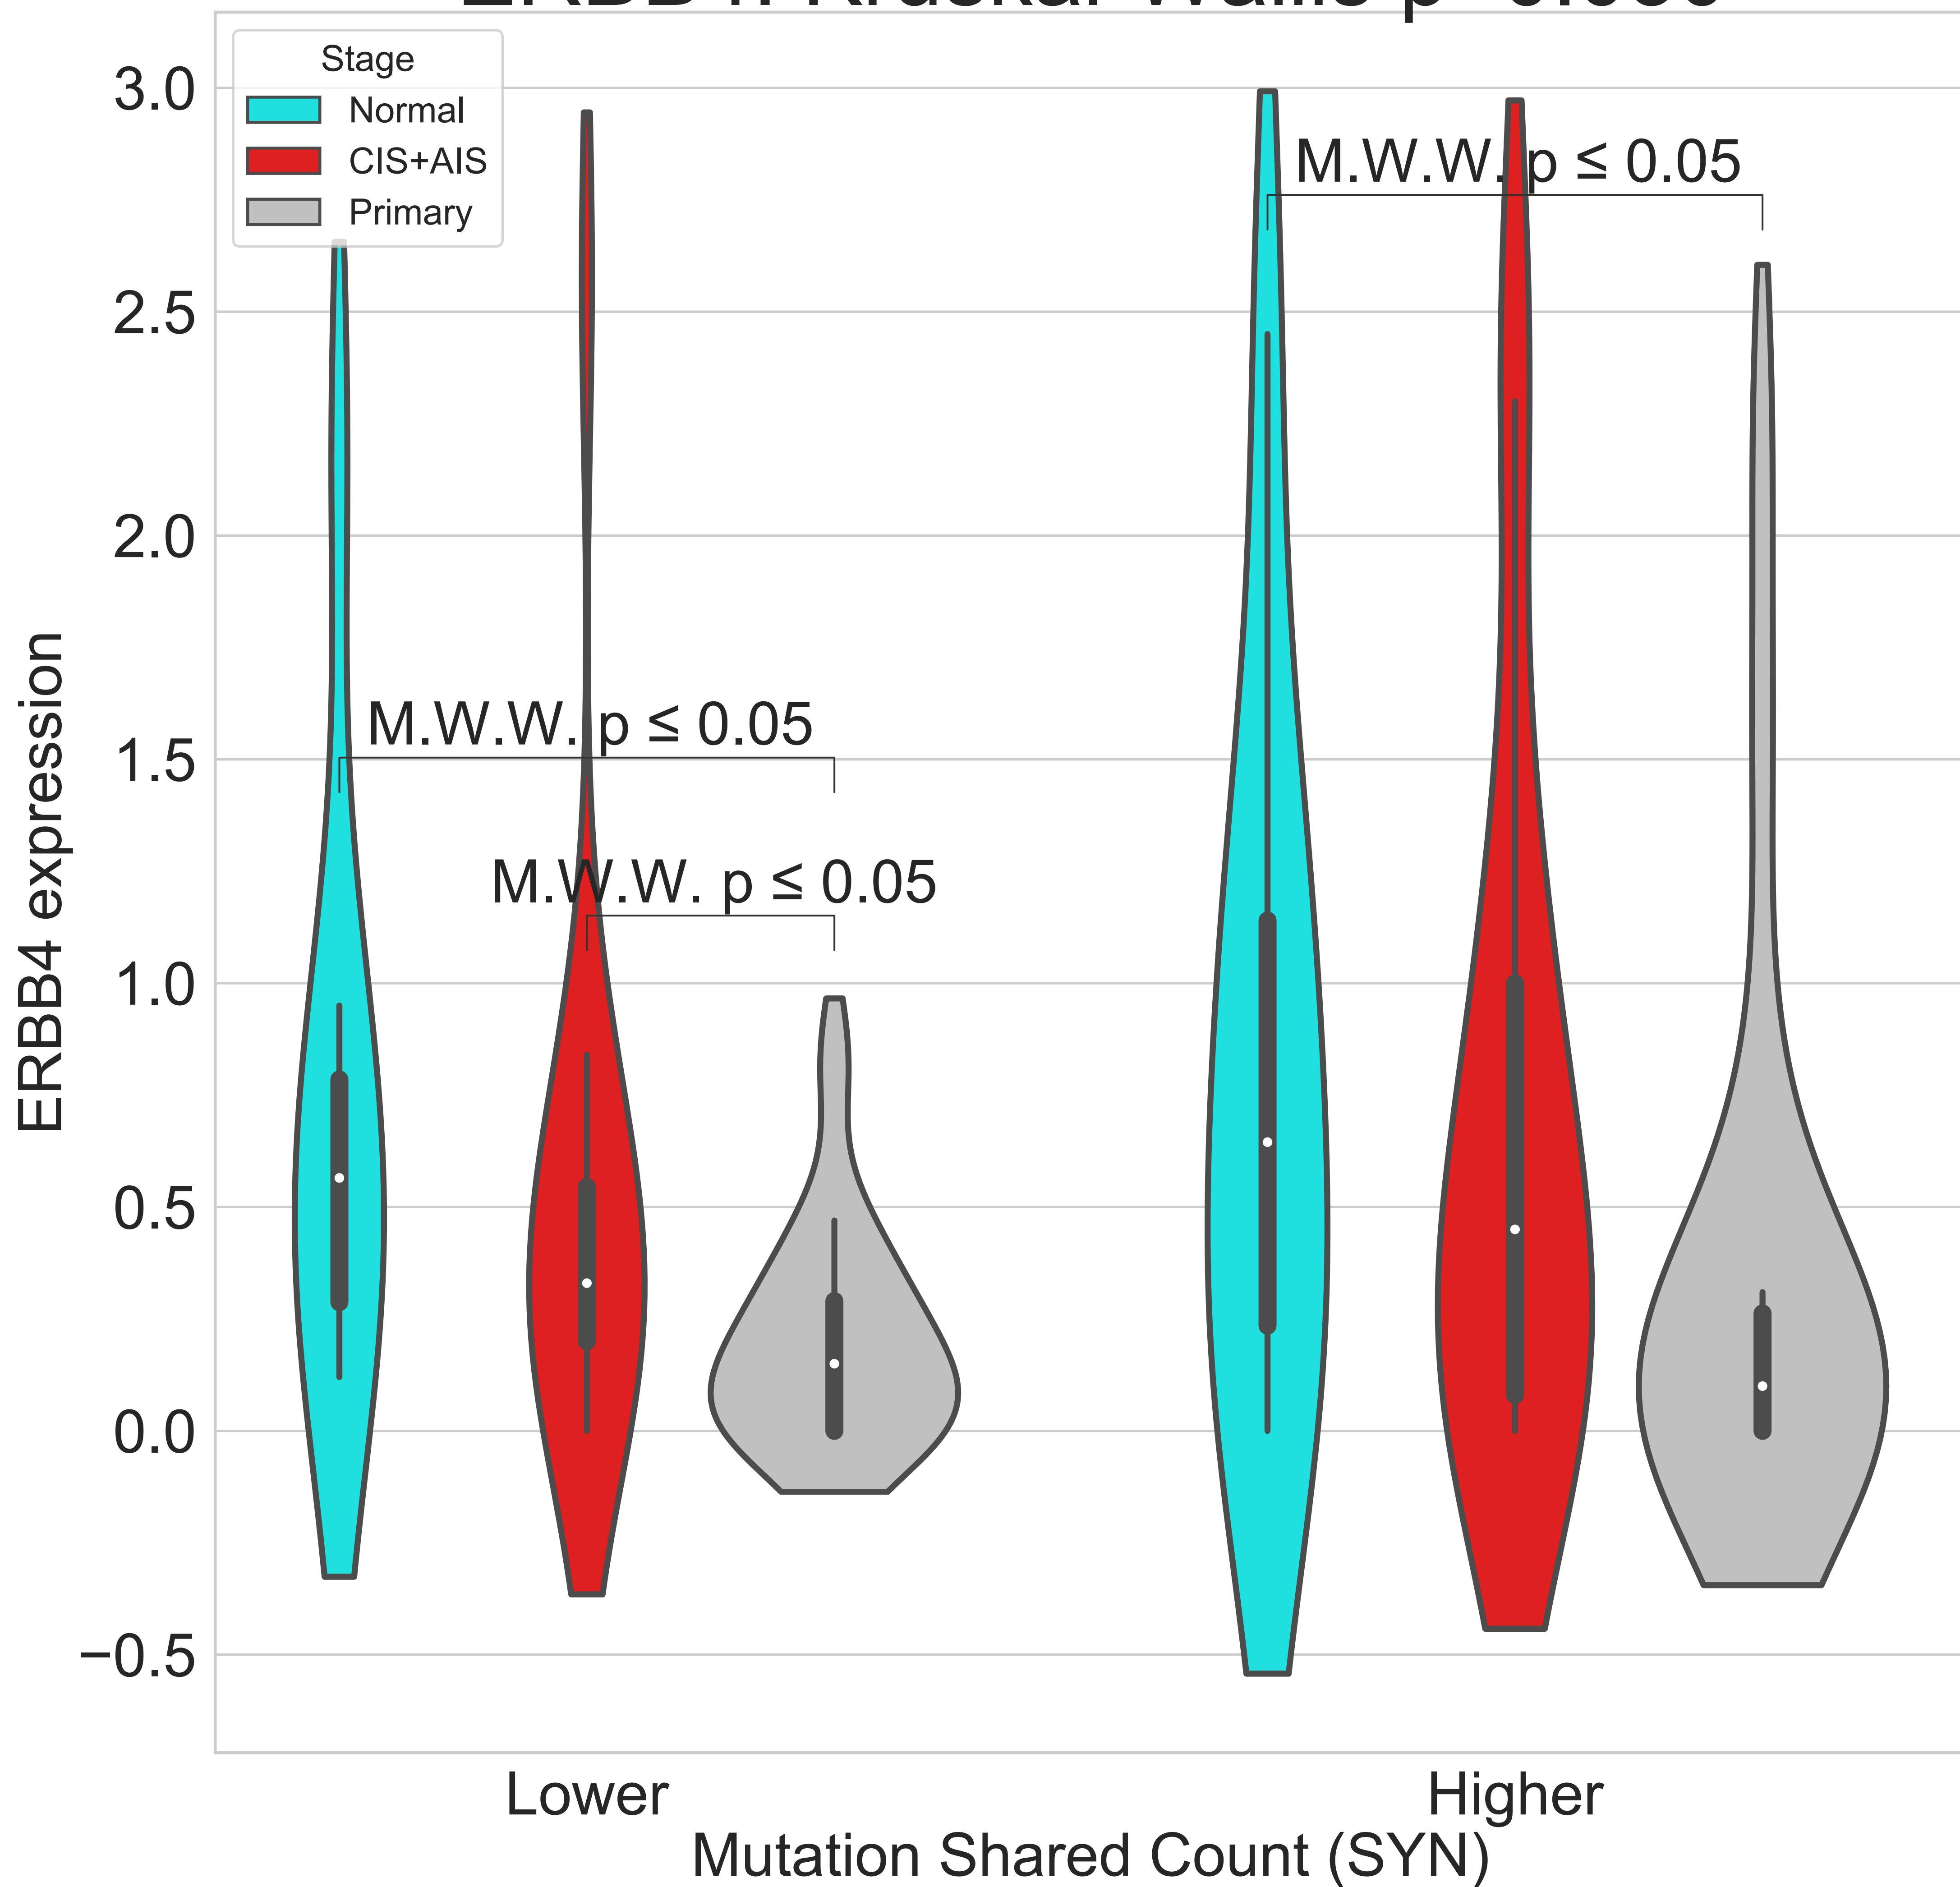 Stage
Normal
CIS+AIS
Primary
3.0
2.5
2.0
1.5
1.0
0.5
0.0
−0.5
ERBB4 expression
M.W.W. p ≤ 0.05
M.W.W. p ≤ 0.05
M.W.W. p ≤ 0.05
Lower
Higher
Mutation Shared Count (SYN)